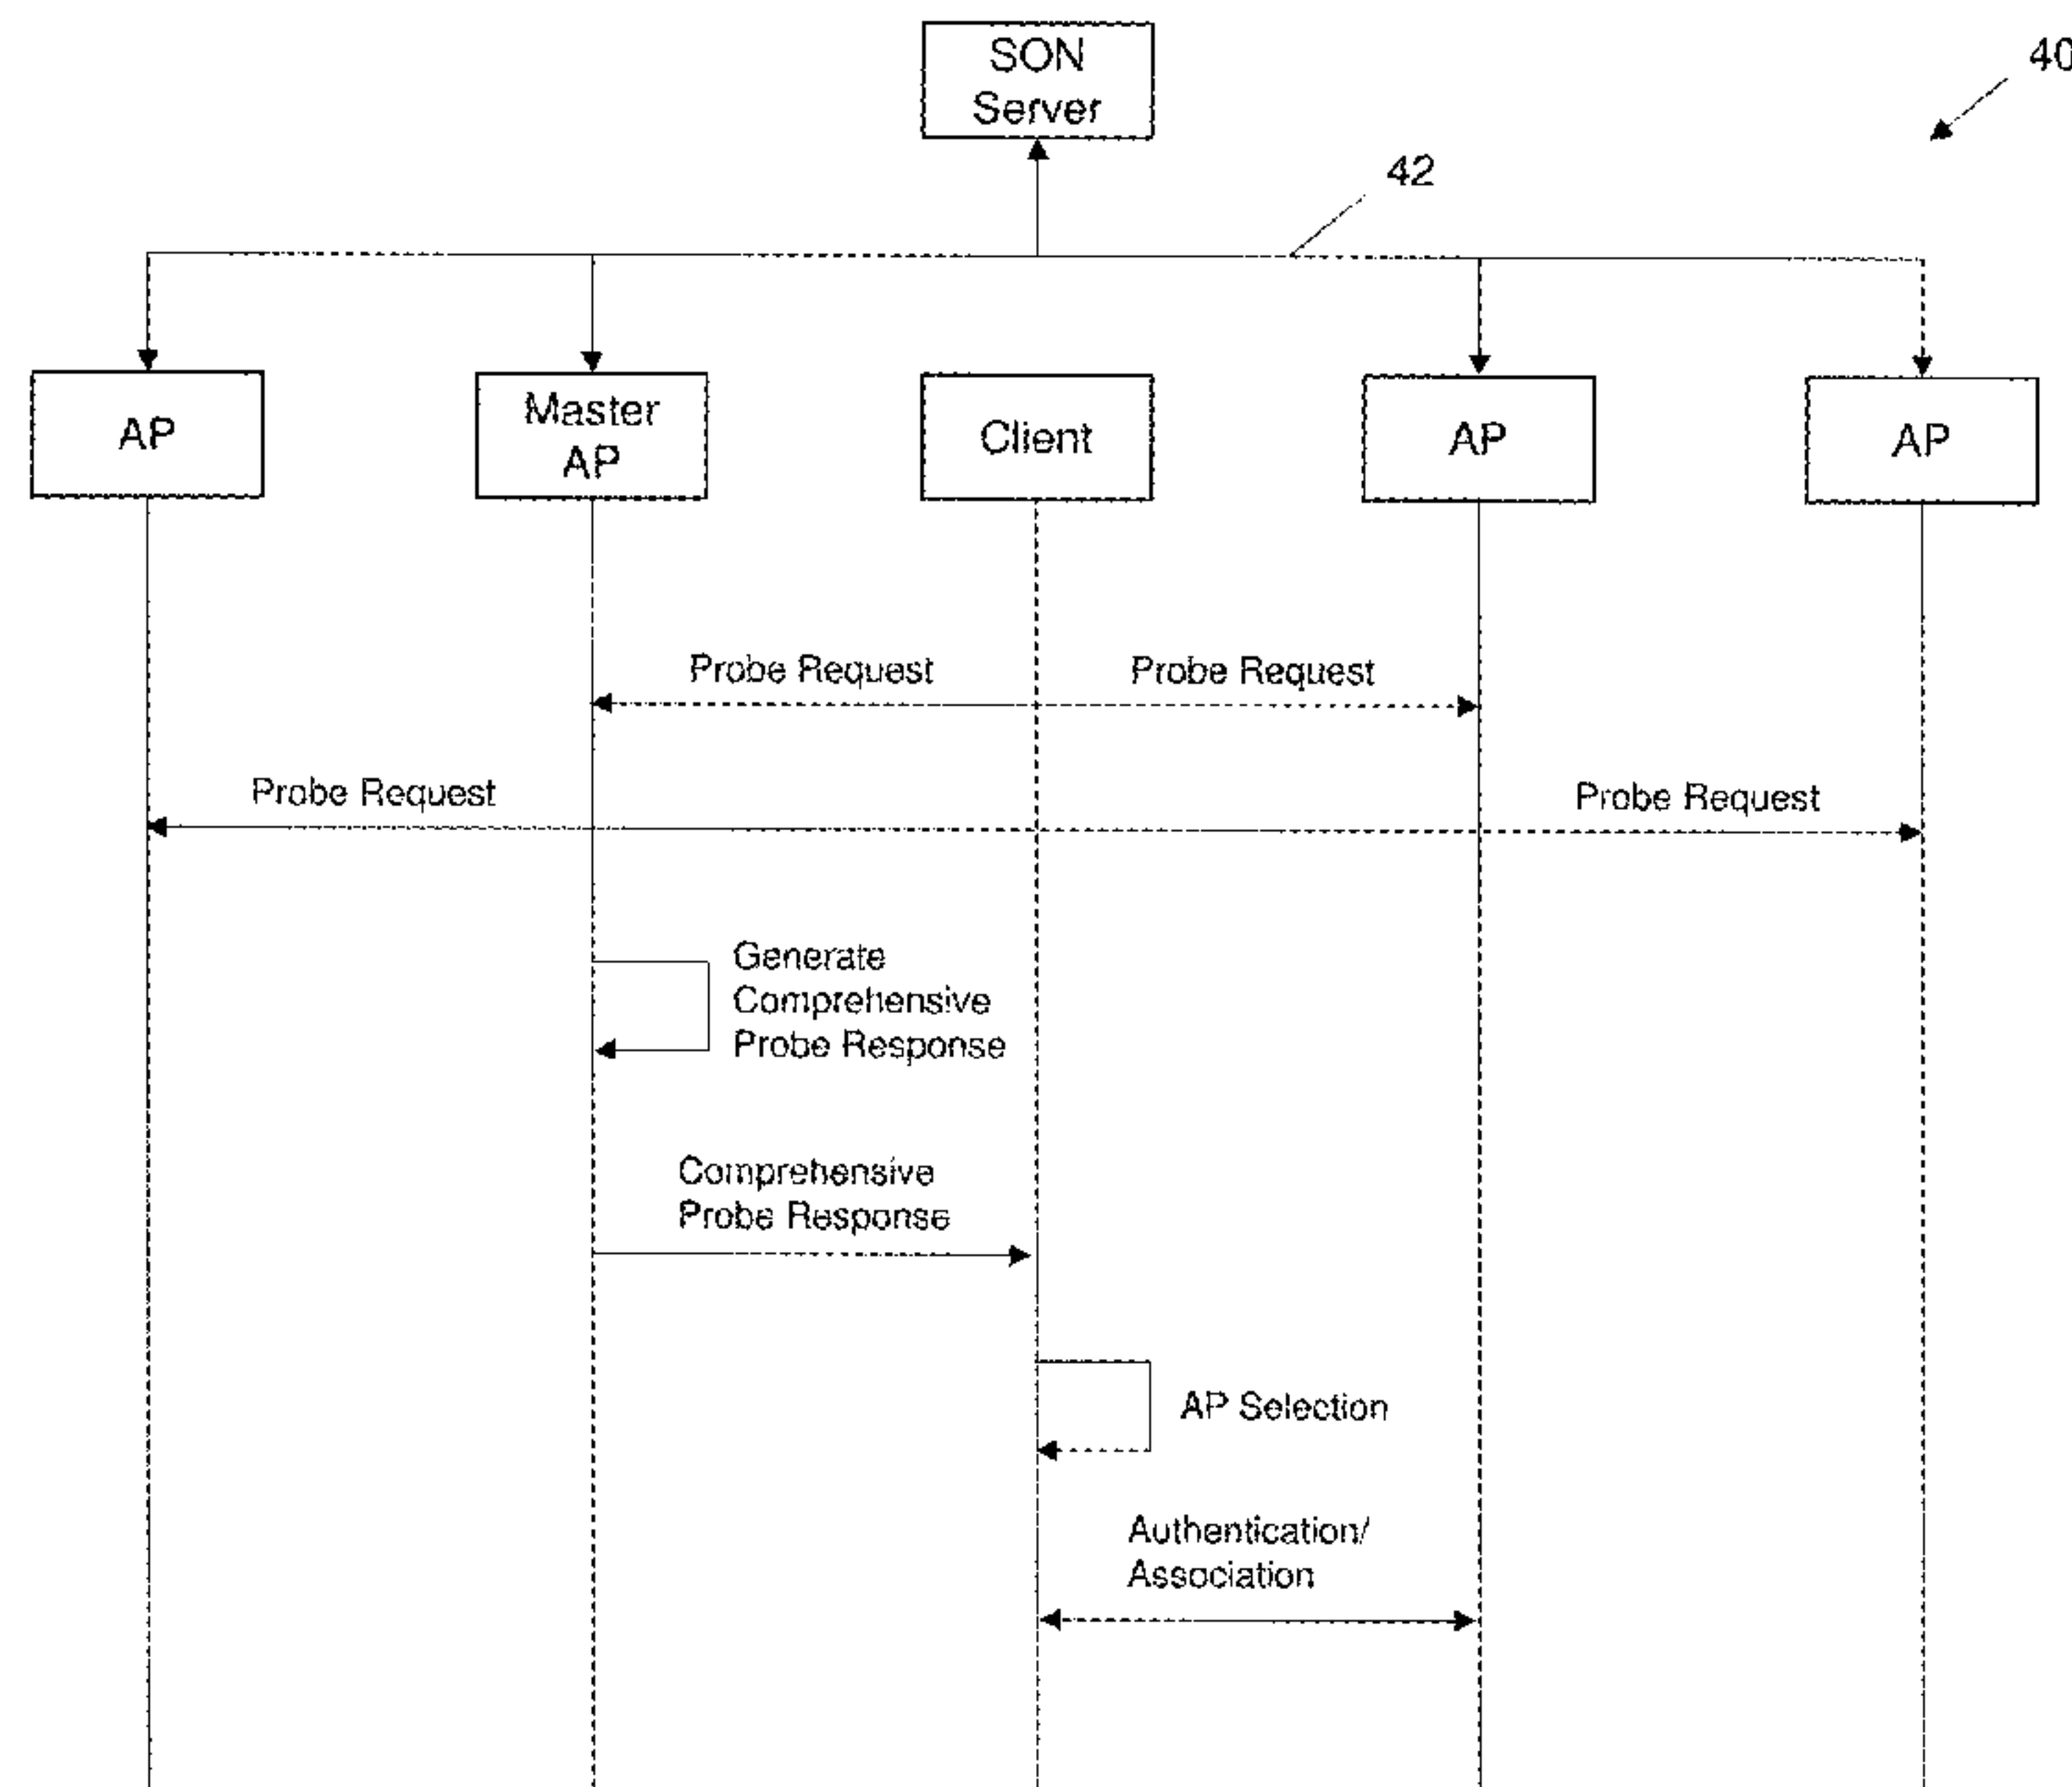 SON
Server
40
42
AP
Master
AP
Client
AP
AP
Probe Request
Probe Request
Probe Request
Probe Request
Generate
Comprehensive
Probe Response
Comprehensive
Probe Response
AP Selection
Authentication/
Association